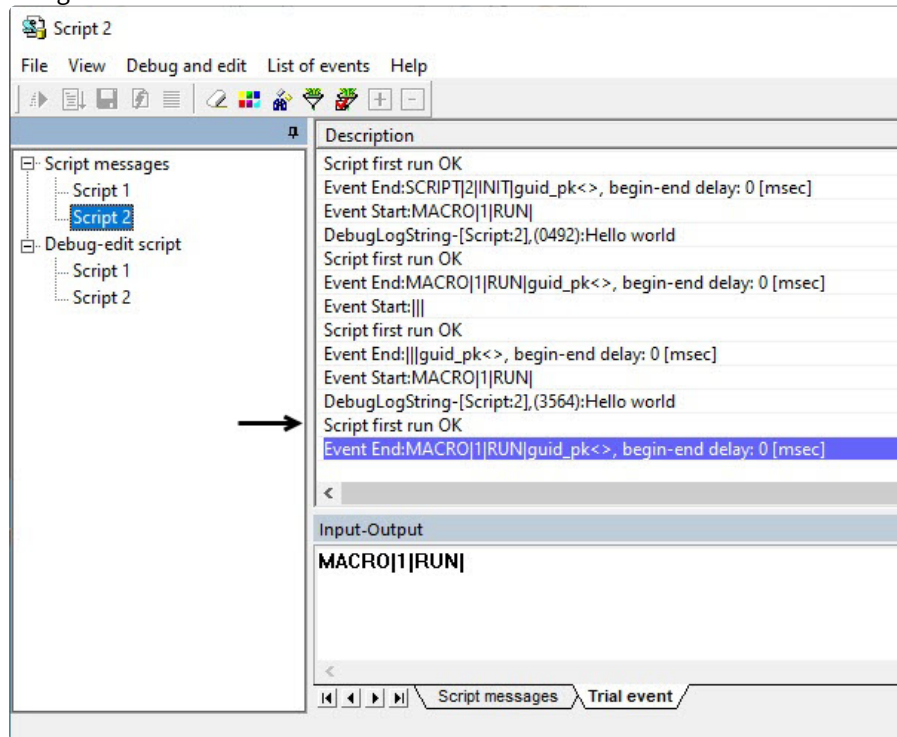 Script 2
File View Debug and edit List of events Help
Description
Script messages
Script 1
Script 2
Debug-edit script
Script 1
Script 2
Script first run OK
Event End:SCRIPT|2|INIT|guid_pk<>, begin-end delay: 0 [msec]
Event Start:MACRO|1|RUN|
DebugLogString-[Script:2],(0492):Hello world
Script first run OK
Event End:MACRO|1|RUN|guid_pk<>, begin-end delay: 0 [msec]
Event Start:|||
Script first run OK
Event End:|||guid_pk<>, begin-end delay: 0 [msec]
Event Start:MACRO|1|RUN|
DebugLogString-[Script:2],(3564):Hello world
Script first run OK
Event End:MACRO|1|RUN|guid_pk<>, begin-end delay: 0 [msec]
Input-Output
MACRO|1|RUN|
Script messages Trial event